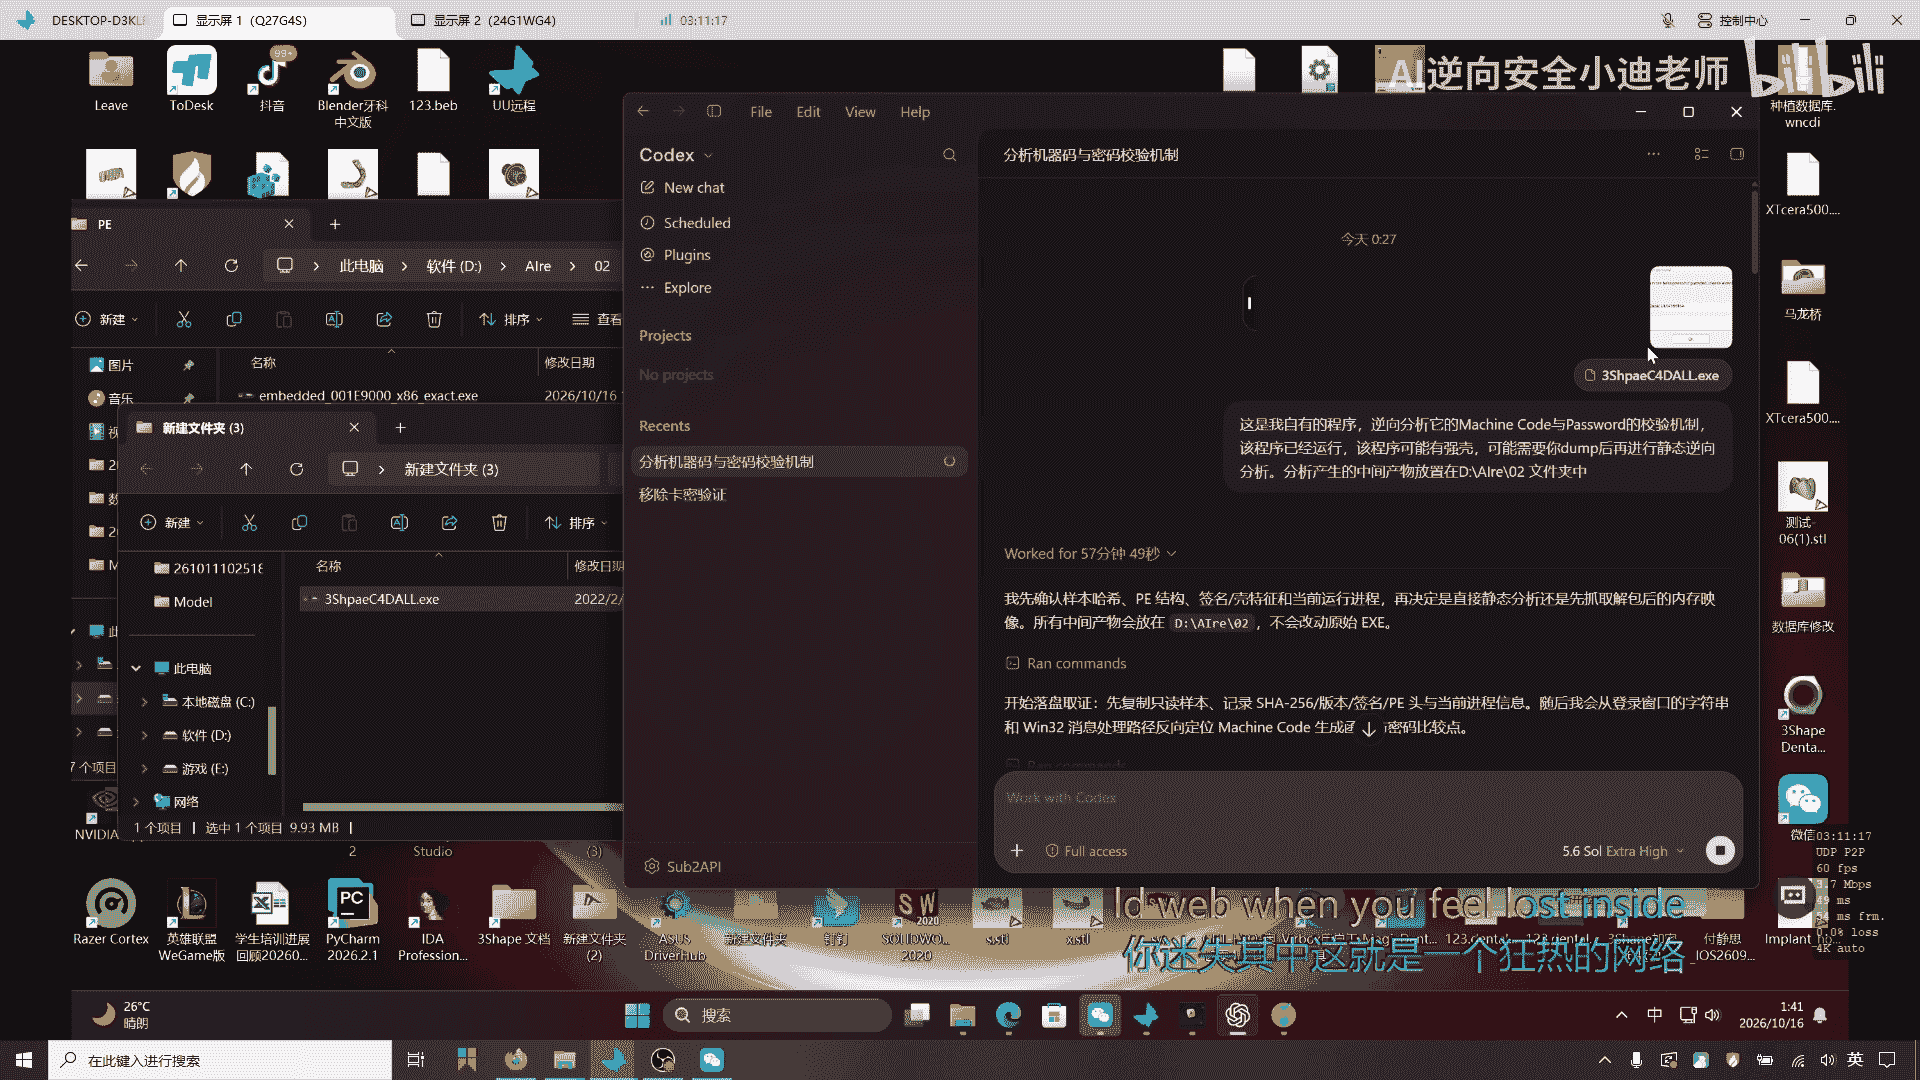 DESKTOP-D3KL
显示屏 1（Q27G4S）
显示屏 2（24G1WG4）
03:11:17
控制中心
AI逆向安全小迪老师
bilibili
Leave
ToDesk
99+
抖音
Blender牙科
中文版
123.beb
UU远程
种植数据库.
wncdi
PE
此电脑
软件 (D:)
AIre
02
新建
排序
查看
图片
音乐
名称
修改日期
embedded_001E9000_x86_exact.exe
2026/10/16
新建文件夹 (3)
新建文件夹 (3)
新建
排序
261011102518
Model
名称
修改日期
3ShpaeC4DALL.exe
2022/2/
此电脑
本地磁盘 (C:)
软件 (D:)
游戏 (E:)
网络
7 个项目
1 个项目
选中 1 个项目 9.93 MB
File
Edit
View
Help
Codex
New chat
Scheduled
Plugins
Explore
Projects
No projects
Recents
分析机器码与密码校验机制
移除卡密验证
Sub2API
分析机器码与密码校验机制
今天 0:27
3ShpaeC4DALL.exe
这是我自有的程序，逆向分析它的Machine Code与Password的校验机制，
该程序已经运行，该程序可能有强壳，可能需要你dump后再进行静态逆向
分析。分析产生的中间产物放置在D:\AIre\02 文件夹中
Worked for 57分钟 49秒
我先确认样本哈希、PE 结构、签名/壳特征和当前运行进程，再决定是直接静态分析还是先抓取解包后的内存映
像。所有中间产物会放在 D:\AIre\02 ，不会改动原始 EXE。
Ran commands
开始落盘取证：先复制只读样本、记录 SHA-256/版本/签名/PE 头与当前进程信息。随后我会从登录窗口的字符串
和 Win32 消息处理路径反向定位 Machine Code 生成 密码比较点。
Ran commands
Work with Codex
Full access
5.6 Sol Extra High
XTcera500....
马龙桥
XTcera500....
测试-
06(1).stl
数据库修改
3Shape
Denta...
微信
03:11:17
UDP P2P
60 fps
3.7 Mbps
49 ms
54 ms frm.
0.0% loss
4K auto
NVIDIA
2
Studio
(3)
Razer Cortex
英雄联盟
WeGame版
学生培训进展
回顾20260...
PyCharm
2026.2.1
IDA
Profession...
3Shape 文档
新建文件夹
(2)
ASUS
DriverHub
新建文件夹
钉钉
SOLIDWO...
2020
s.stl
x.stl
付静思
_IOS2609...
Implant
ld web when you feel lost inside
你迷失其中这就是一个狂热的网络
26°C
晴朗
搜索
中
1:41
2026/10/16
在此键入进行搜索
英